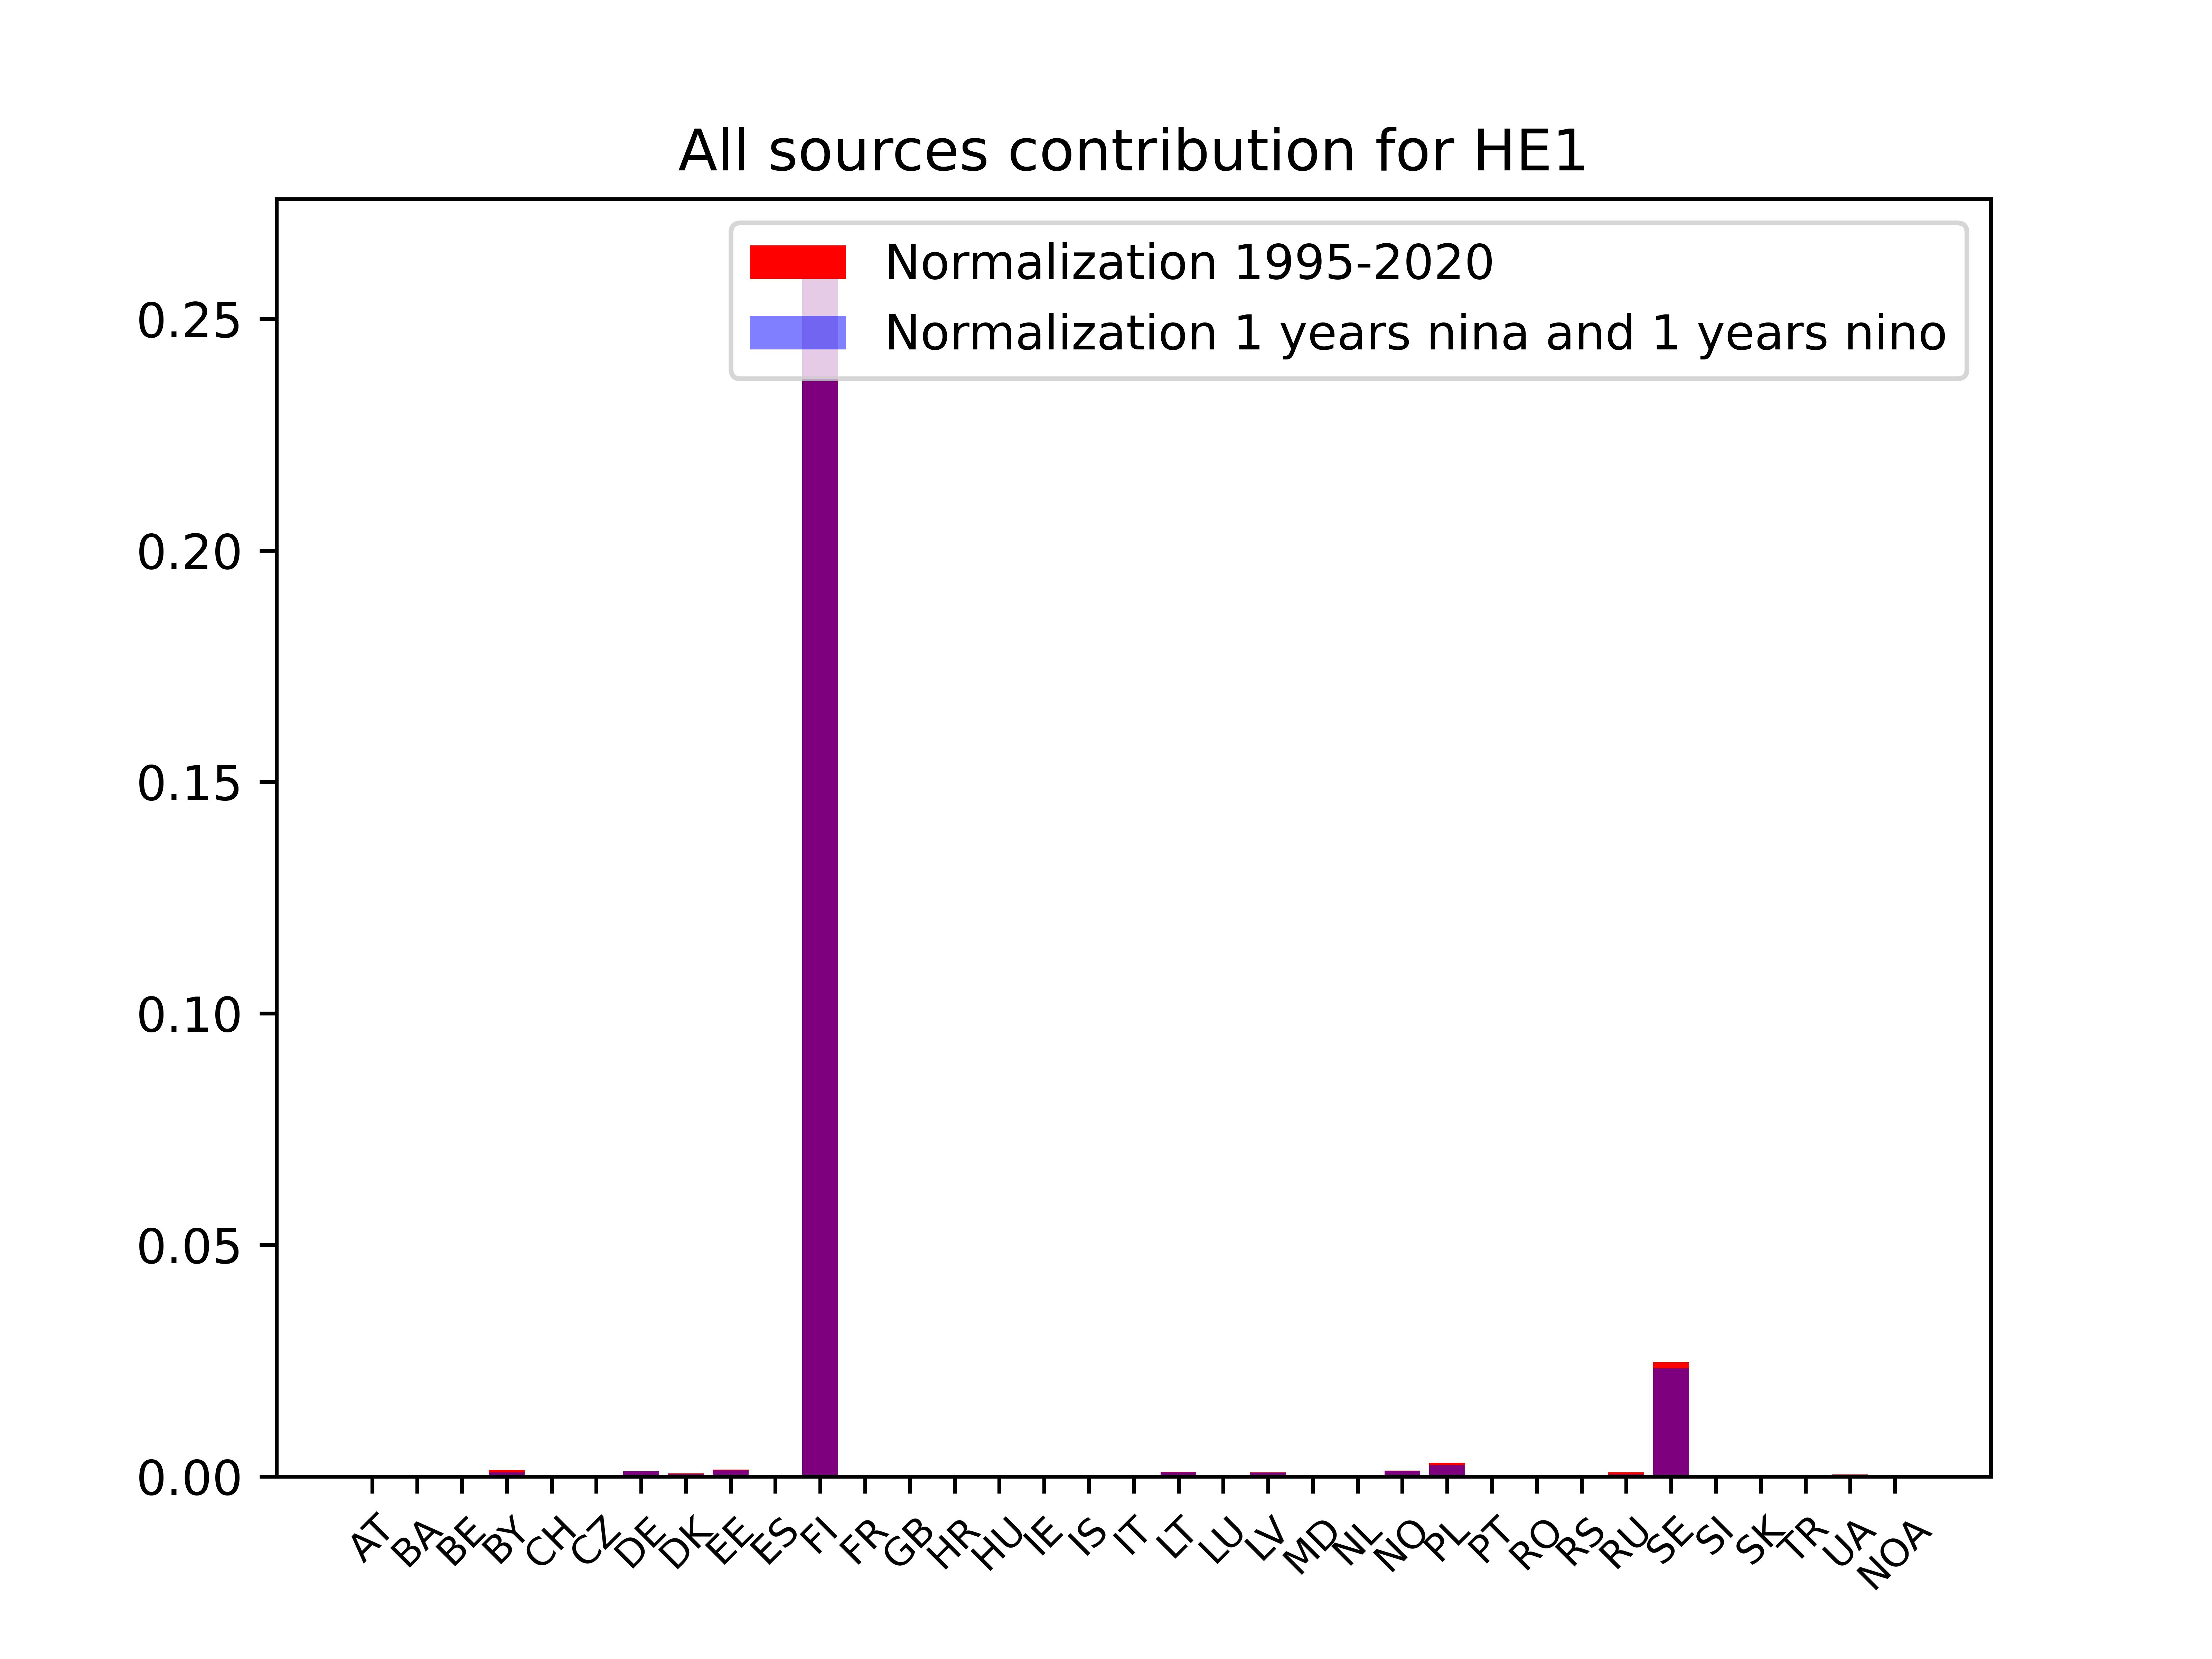 All sources contribution for HE1
Normalization 1995-2020
Normalization 1 years nina and 1 years nino
0.25
0.20
0.15
0.10
0.05
0.00
AT BA BE BY CH CZ DE DK EE ES FI FR GB HR HU IE IS IT LT LU LV MD NL NO PL PT RO RS RU SE SI SK TR UA NOA